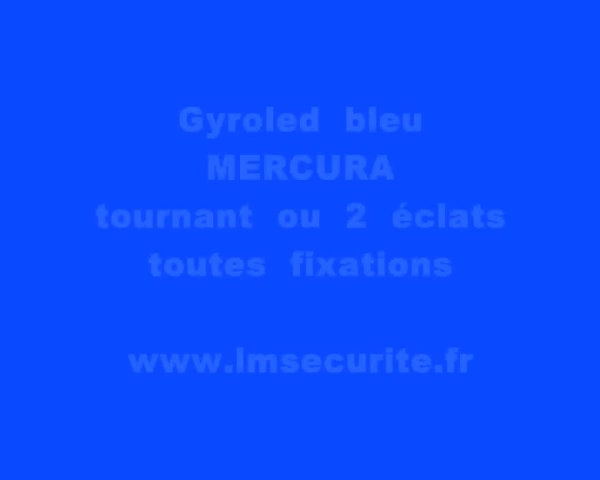 Gyroled bleu
MERCURA
tournant ou 2 éclats
toutes fixations
www.lmsecurite.fr